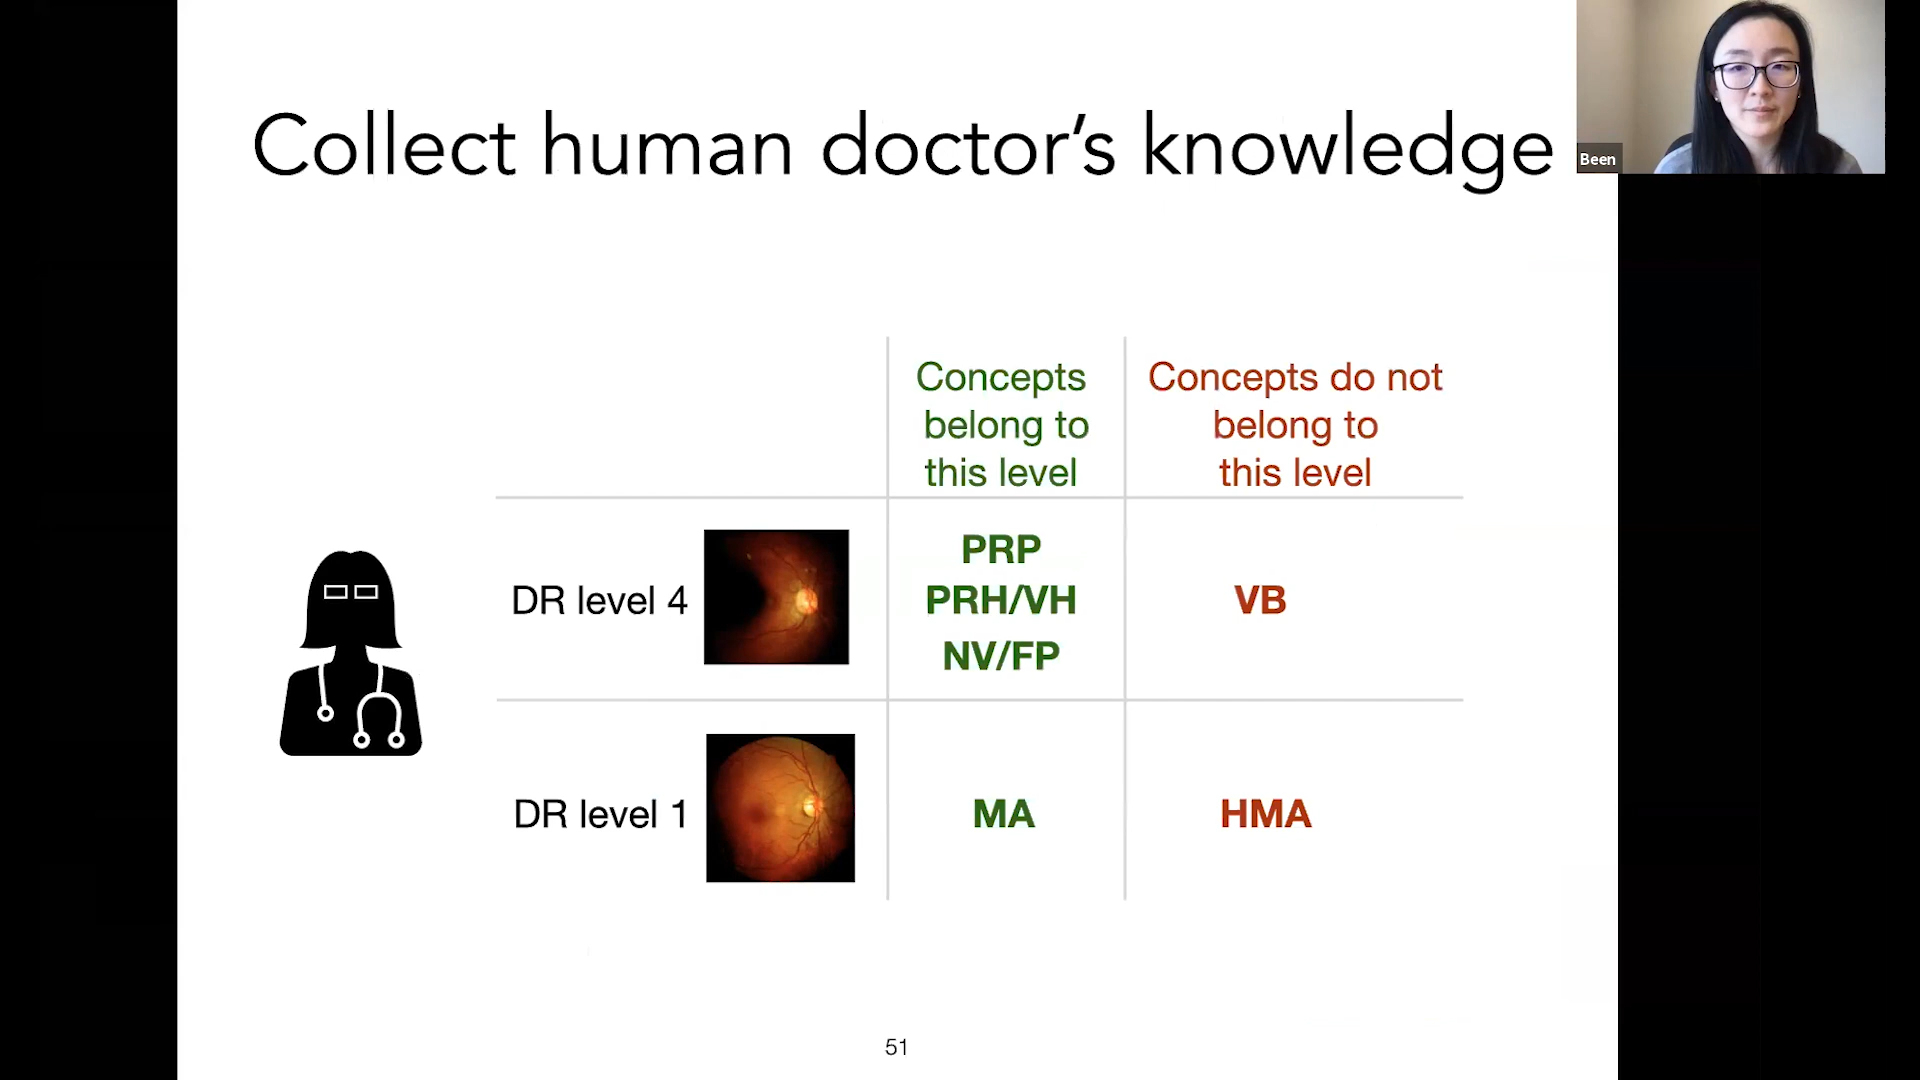 Collect human doctor's knowledge
Been
Concepts
belong to
this level
Concepts do not
belong to
this level
DR level 4
PRP
PRH/VH
NV/FP
VB
DR level 1
MA
HMA
51